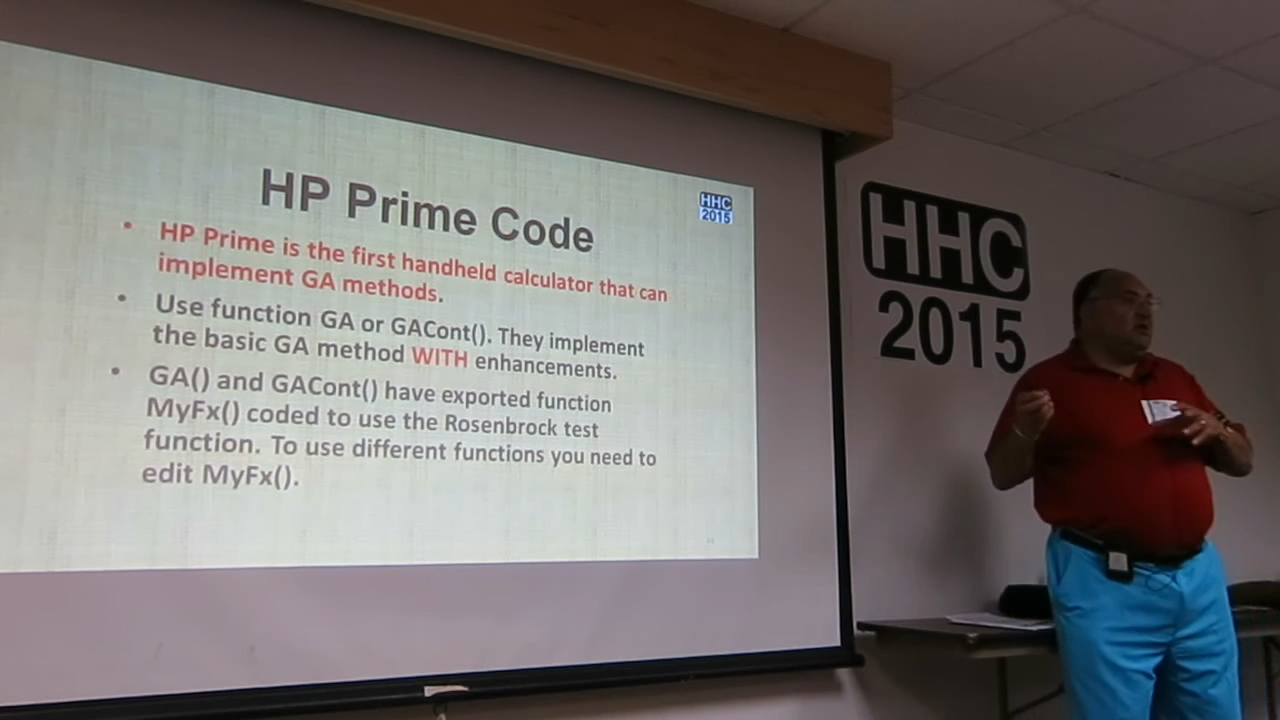 HP Prime Code
HHC
2015
• HP Prime is the first handheld calculator that can
implement GA methods.
• Use function GA or GACont(). They implement
the basic GA method WITH enhancements.
• GA() and GACont() have exported function
MyFx() coded to use the Rosenbrock test
function. To use different functions you need to
edit MyFx().
HHC
2015